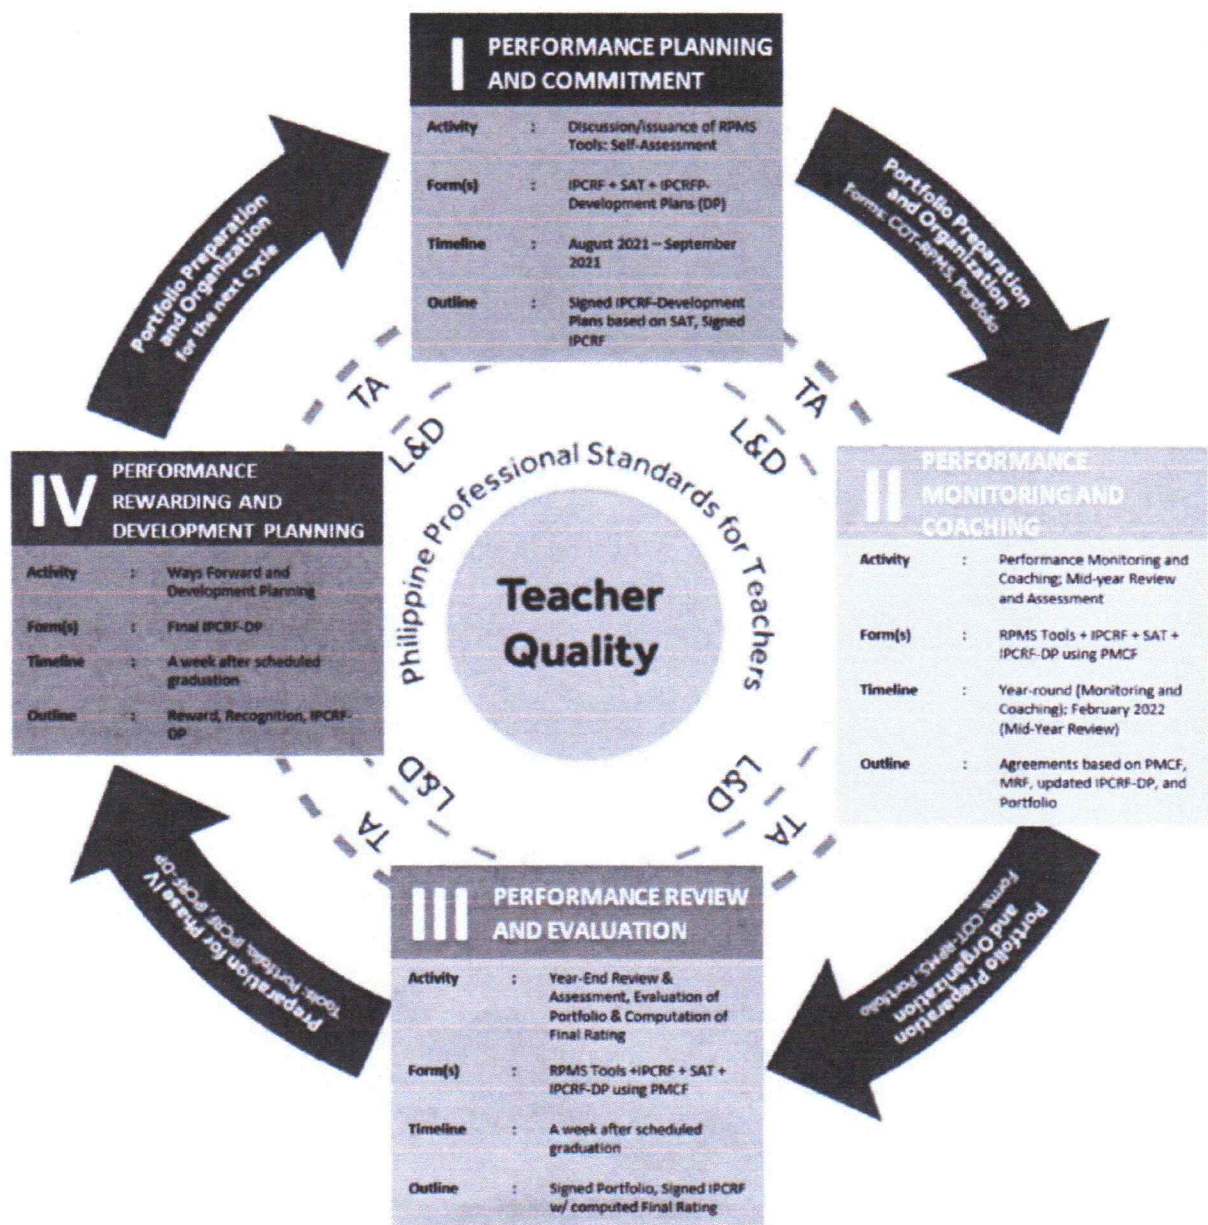 I PERFORMANCE PLANNING
AND COMMITMENT
Activity : Discussion/issuance of RPMS
Tools: Self-Assessment
Form(s) : IPCRF + SAT + IPCRFP-
Development Plans (DP)
Timeline : August 2021 – September
2021
Outline : Signed IPCRF-Development
Plans based on SAT, Signed
IPCRF
Portfolio Preparation
and Organization
Forms: COT-RPMS, Portfolio
II PERFORMANCE
MONITORING AND
COACHING
Activity : Performance Monitoring and
Coaching; Mid-year Review
and Assessment
Form(s) : RPMS Tools + IPCRF + SAT +
IPCRF-DP using PMCF
Timeline : Year-round (Monitoring and
Coaching); February 2022
(Mid-Year Review)
Outline : Agreements based on PMCF,
MRF, updated IPCRF-DP, and
Portfolio
Portfolio Preparation
and Organization
Forms: COT-RPMS, Portfolio
III PERFORMANCE REVIEW
AND EVALUATION
Activity : Year-End Review &
Assessment, Evaluation of
Portfolio & Computation of
Final Rating
Form(s) : RPMS Tools +IPCRF + SAT +
IPCRF-DP using PMCF
Timeline : A week after scheduled
graduation
Outline : Signed Portfolio, Signed IPCRF
w/ computed Final Rating
Preparation for Phase IV
Tools: Portfolio, IPCRF, IPCRF-DP
IV PERFORMANCE
REWARDING AND
DEVELOPMENT PLANNING
Activity : Ways Forward and
Development Planning
Form(s) : Final IPCRF-DP
Timeline : A week after scheduled
graduation
Outline : Reward, Recognition, IPCRF-
DP
Portfolio Preparation
and Organization
for the next cycle
TA
L&D
TA
L&D
TA
L&D
TA
L&D
Philippine Professional Standards for Teachers
Teacher
Quality